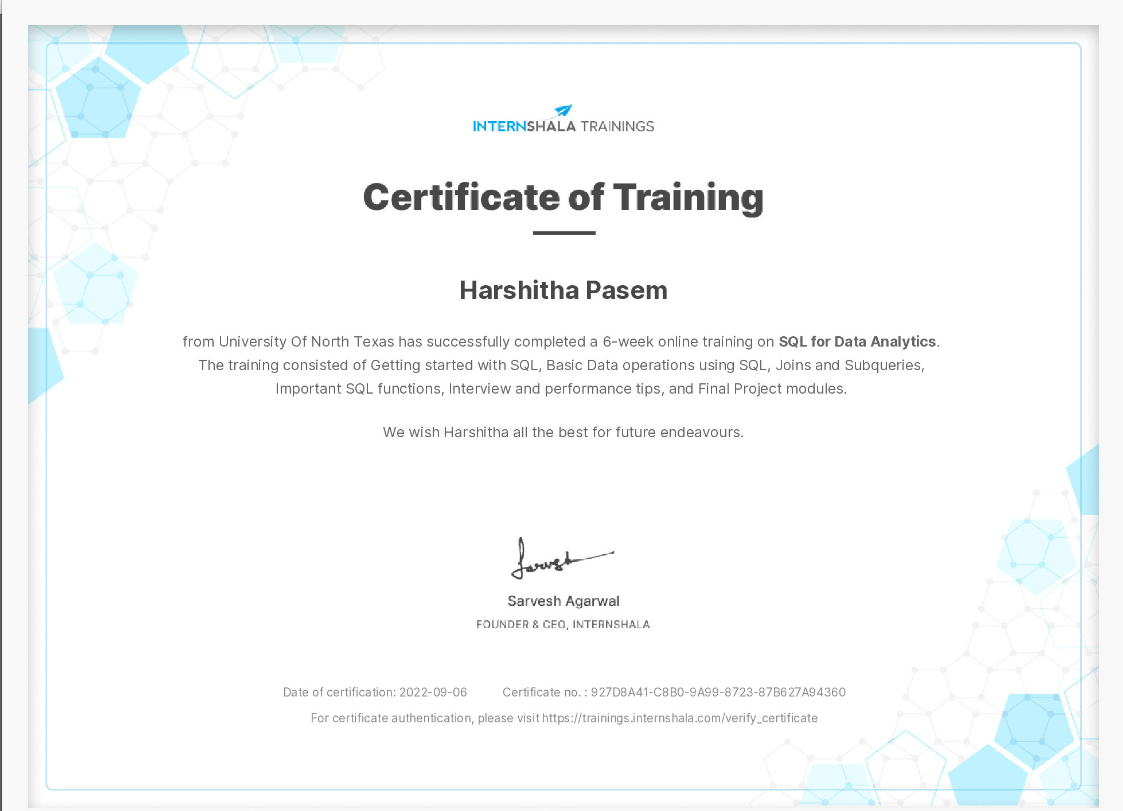 INTERNSHALA TRAININGS
Certificate of Training
Harshitha Pasem
from University Of North Texas has successfully completed a 6-week online training on SQL for Data Analytics.
The training consisted of Getting started with SQL, Basic Data operations using SQL, Joins and Subqueries,
Important SQL functions, Interview and performance tips, and Final Project modules.
We wish Harshitha all the best for future endeavours.
Sarvesh
Sarvesh Agarwal
FOUNDER & CEO, INTERNSHALA
Date of certification: 2022-09-06 Certificate no. : 927D8A41-C8B0-9A99-8723-87B627A94360
For certificate authentication, please visit https://trainings.internshala.com/verify_certificate